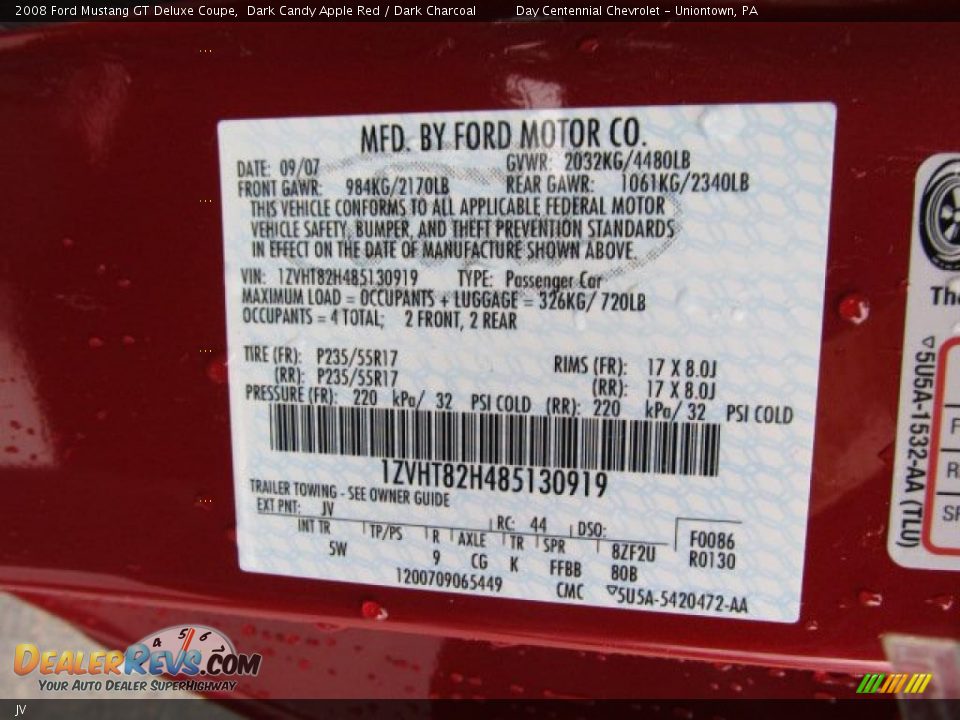 2008 Ford Mustang GT Deluxe Coupe, Dark Candy Apple Red / Dark Charcoal Day Centennial Chevrolet - Uniontown, PA
MFD. BY FORD MOTOR CO.
DATE: 09/07 GVWR: 2032KG/4480LB
FRONT GAWR: 984KG/2170LB REAR GAWR: 1061KG/2340LB
THIS VEHICLE CONFORMS TO ALL APPLICABLE FEDERAL MOTOR
VEHICLE SAFETY, BUMPER, AND THEFT PREVENTION STANDARDS
IN EFFECT ON THE DATE OF MANUFACTURE SHOWN ABOVE.
VIN: 1ZVHT82H485130919 TYPE: Passenger Car
MAXIMUM LOAD = OCCUPANTS + LUGGAGE = 326KG/ 720LB
OCCUPANTS = 4 TOTAL; 2 FRONT, 2 REAR
TIRE (FR): P235/55R17 RIMS (FR): 17 X 8.0J
(RR): P235/55R17 (RR): 17 X 8.0J
PRESSURE (FR): 220 kPa/ 32 PSI COLD (RR): 220 kPa/ 32 PSI COLD
1ZVHT82H485130919
TRAILER TOWING - SEE OWNER GUIDE
EXT PNT: JV RC: 44 DSO: F0086
INT TR TP/PS R AXLE TR SPR 8ZF2U R0130
5W 9 CG K FFBB 80B
1200709065449 CMC ▽5U5A-5420472-AA
▽5U5A-1532-AA (TLU)
4 5 6
DEALERREVS.COM
YOUR AUTO DEALER SUPERHIGHWAY
JV